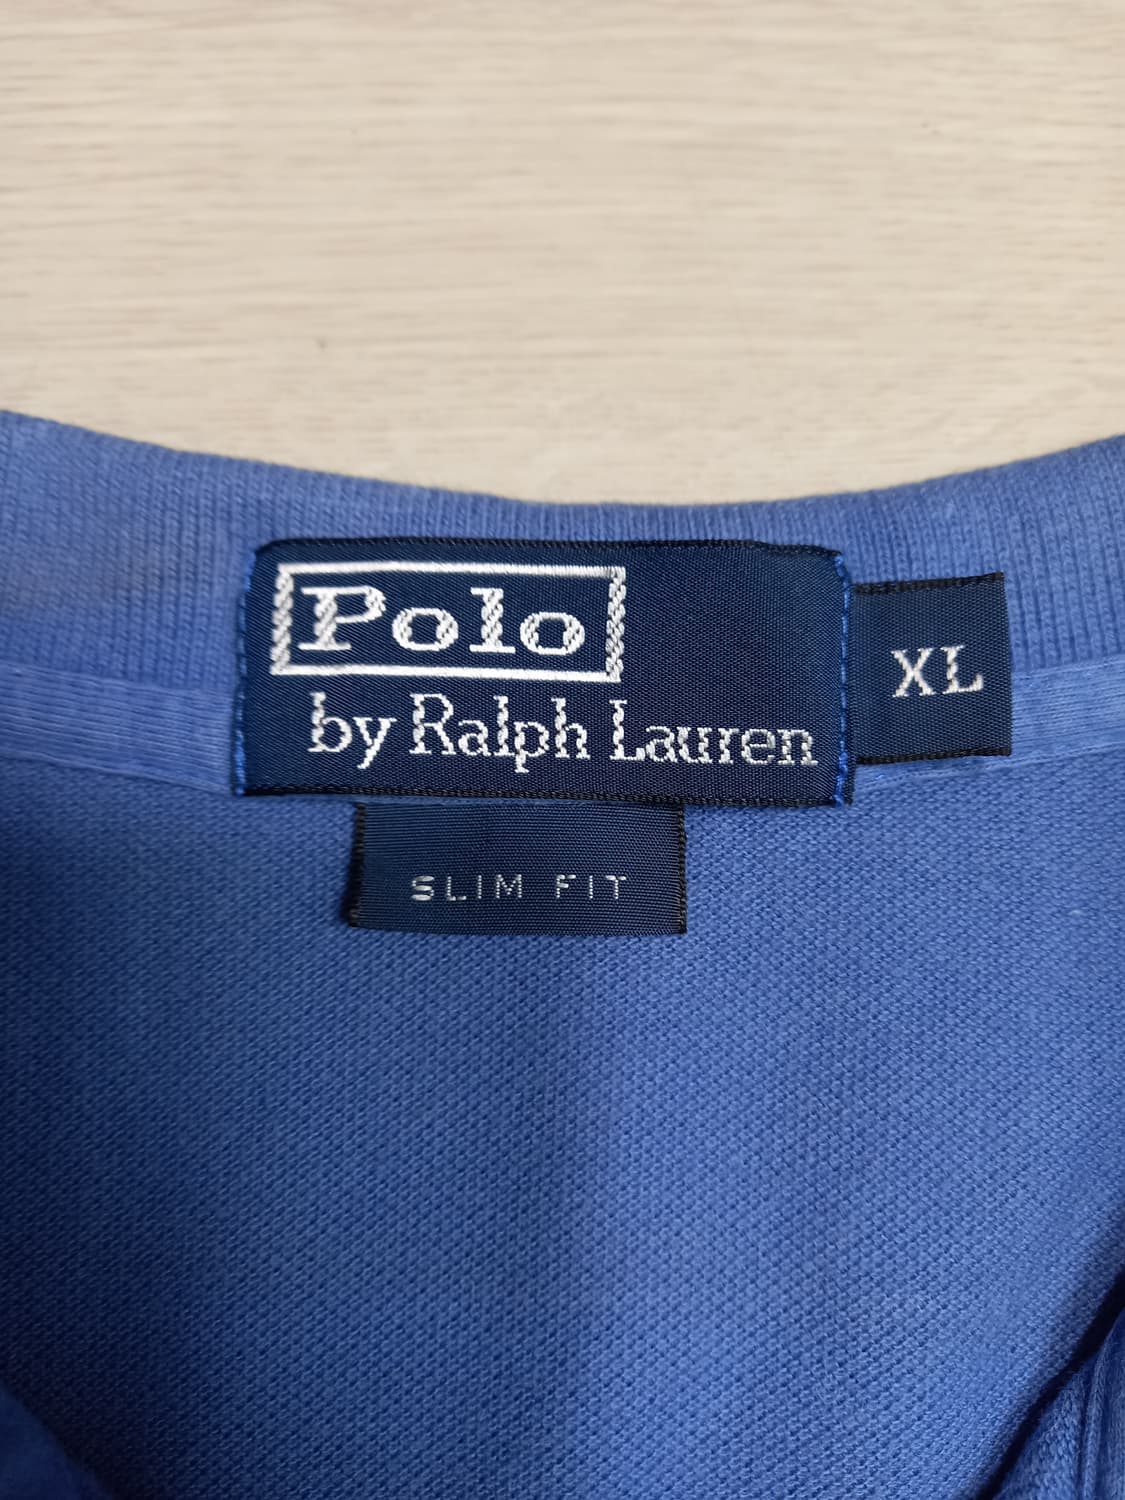 Polo
by Ralph Lauren
XL
SLIM FIT